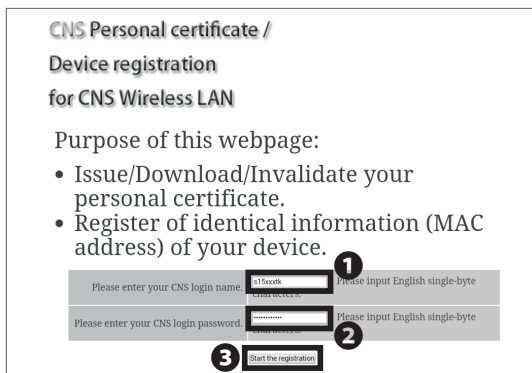 CNS Personal certificate /
Device registration
for CNS Wireless LAN
Purpose of this webpage:
• Issue/Download/Invalidate your
personal certificate.
• Register of identical information (MAC
address) of your device.
1
Please enter your CNS login name. s15xxxtk Please input English single-byte
characters.
Please enter your CNS login password. ············ Please input English single-byte
characters.
2
3 Start the registration